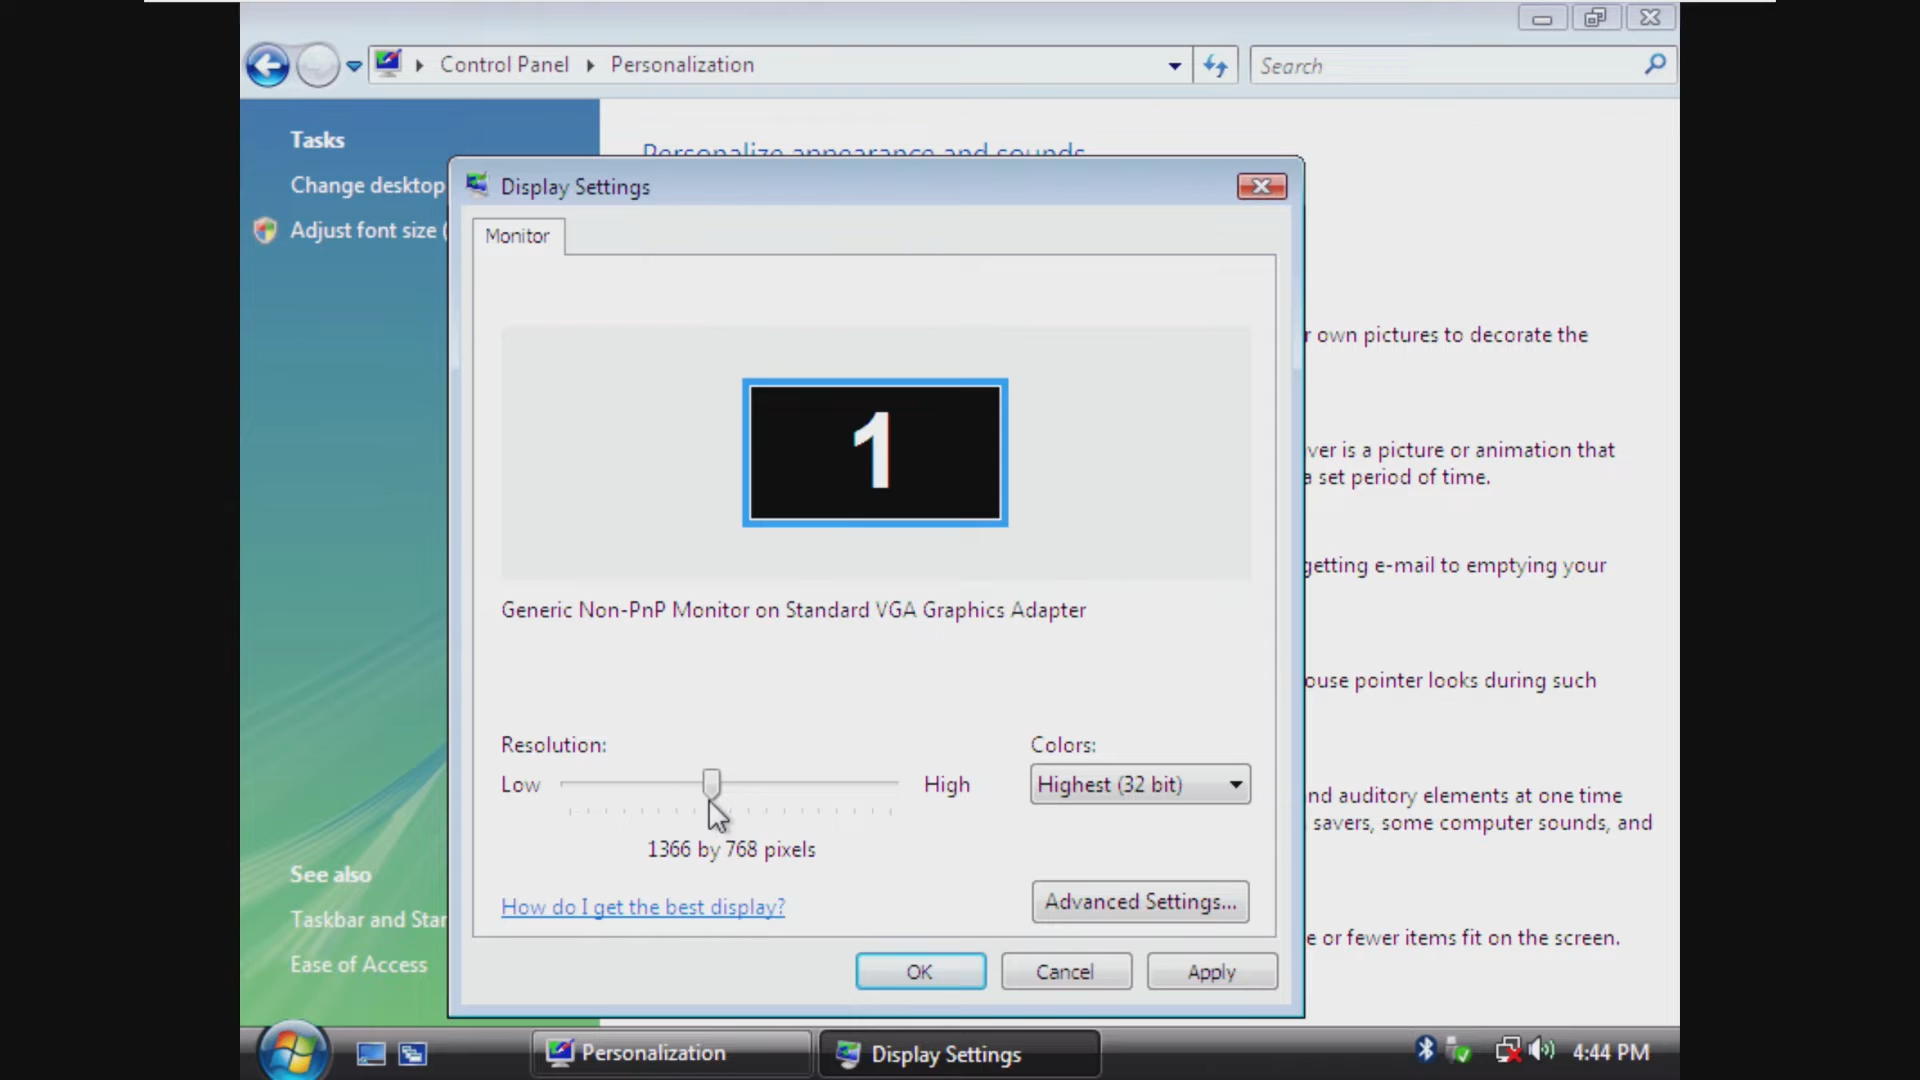 Control Panel
Personalization
Search
Tasks
Change desktop
Adjust font size (
Personalize appearance and sounds
Display Settings
Monitor
1
Generic Non-PnP Monitor on Standard VGA Graphics Adapter
Resolution:
Low
High
1366 by 768 pixels
Colors:
Highest (32 bit)
How do I get the best display?
Advanced Settings...
OK
Cancel
Apply
r own pictures to decorate the
ver is a picture or animation that
a set period of time.
getting e-mail to emptying your
ouse pointer looks during such
nd auditory elements at one time
savers, some computer sounds, and
e or fewer items fit on the screen.
See also
Taskbar and Star
Ease of Access
Personalization
Display Settings
4:44 PM